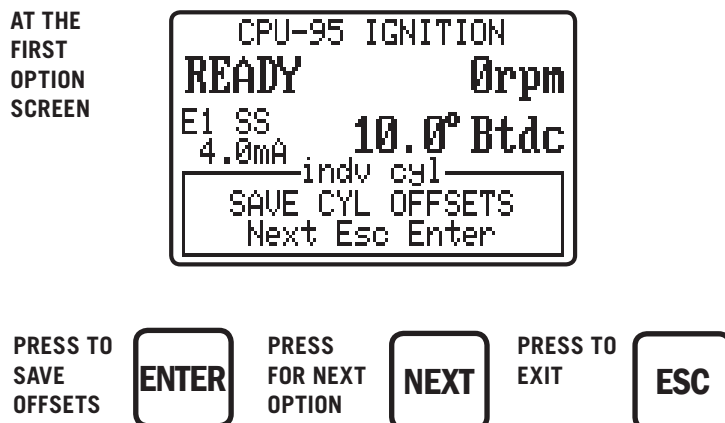 AT THE
FIRST
OPTION
SCREEN
CPU-95 IGNITION
READY 0rpm
E1 SS
4.0mA 10.0° Btdc
indv cyl
SAVE CYL OFFSETS
Next Esc Enter
PRESS TO
SAVE
OFFSETS
ENTER
PRESS
FOR NEXT
OPTION
NEXT
PRESS TO
EXIT
ESC